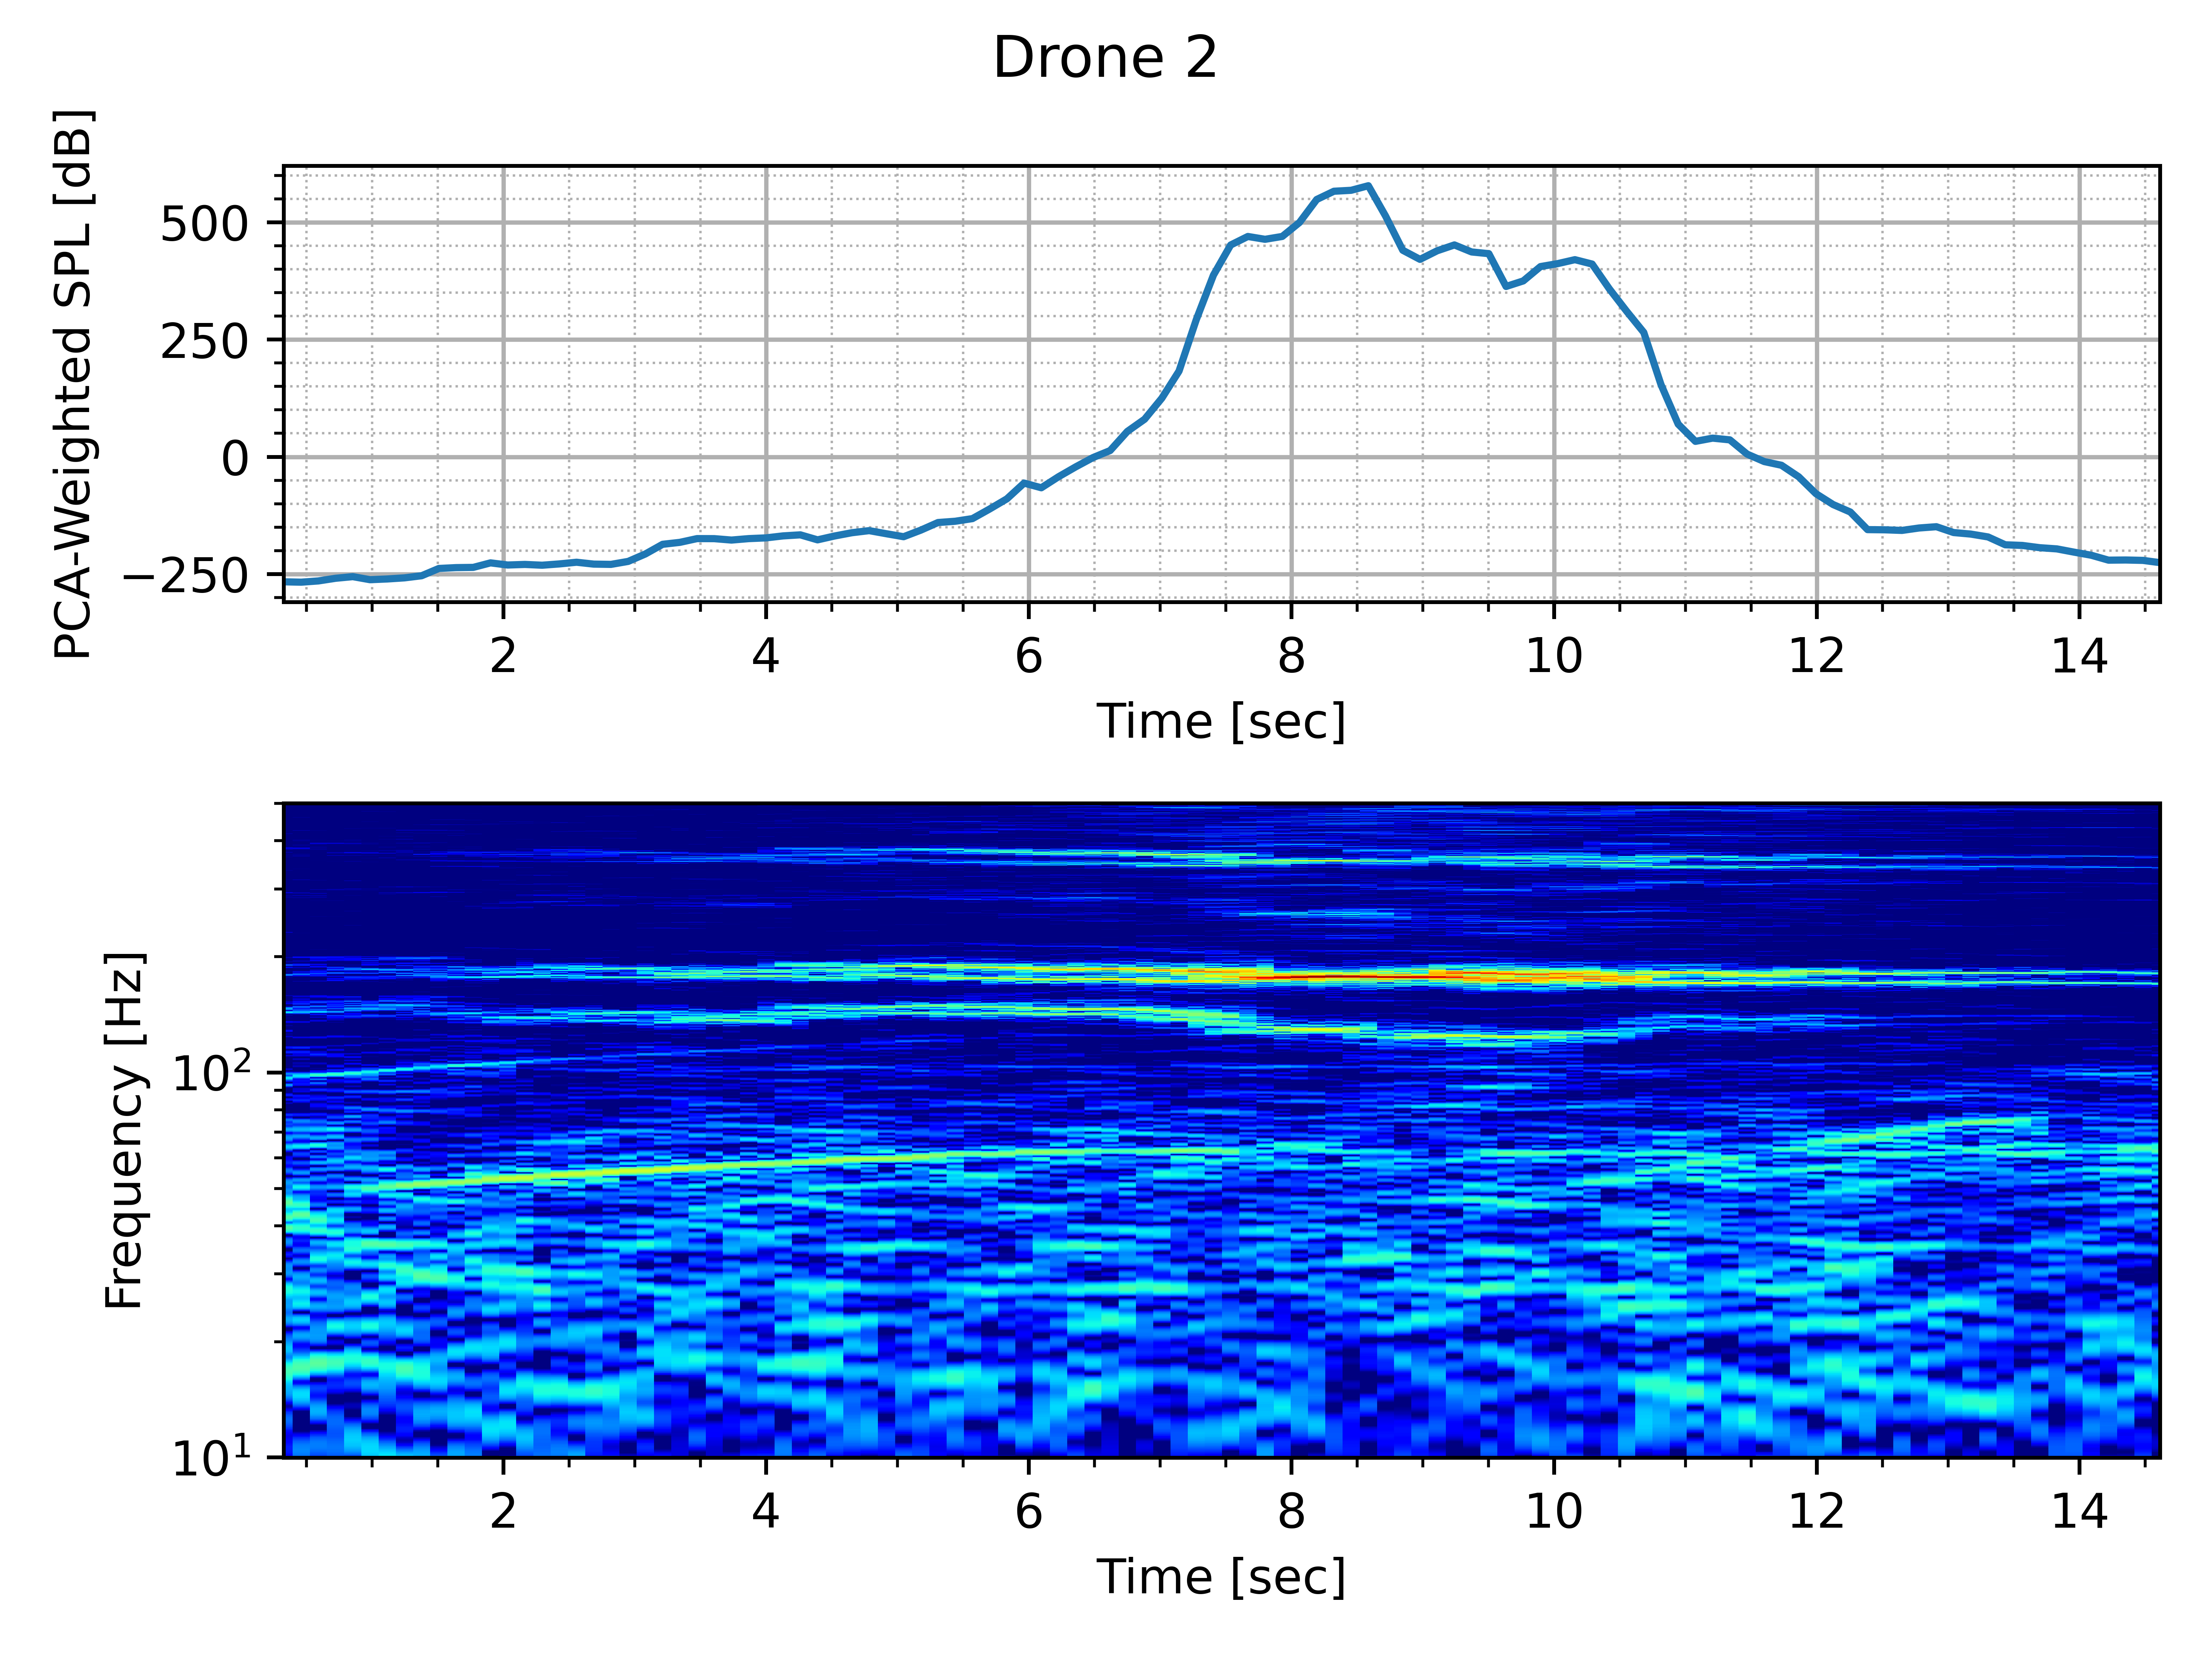 Drone 2
PCA-Weighted SPL [dB]
500
250
0
−250
2 4 6 8 10 12 14
Time [sec]
Frequency [Hz]
10²
10¹
2 4 6 8 10 12 14
Time [sec]